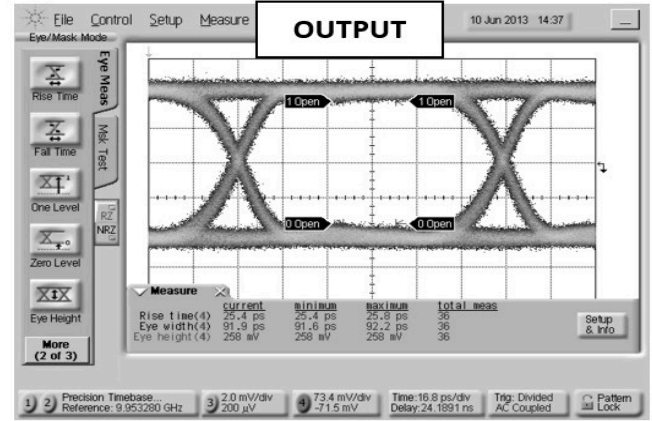 File Control Setup Measure
OUTPUT
10 Jun 2013 14:37
Eye/Mask Mode
Eye Meas
Msk Test
RZ
NRZ
Rise Time
Fall Time
One Level
Zero Level
Eye Height
More
(2 of 3)
1 Open 1 Open
0 Open 0 Open
Measure
current minimum maximum total meas
Rise time(4) 25.4 ps 25.4 ps 25.8 ps 36
Eye width(4) 91.9 ps 91.6 ps 92.2 ps 36
Eye height(4) 258 mV 258 mV 258 mV 36
Setup
& Info
1 2 Precision Timebase...
Reference: 9.953280 GHz
3 2.0 mV/div
200 µV
4 73.4 mV/div
-71.5 mV
Time:16.8 ps/div
Delay:24.1891 ns
Trig: Divided
AC Coupled
Pattern
Lock